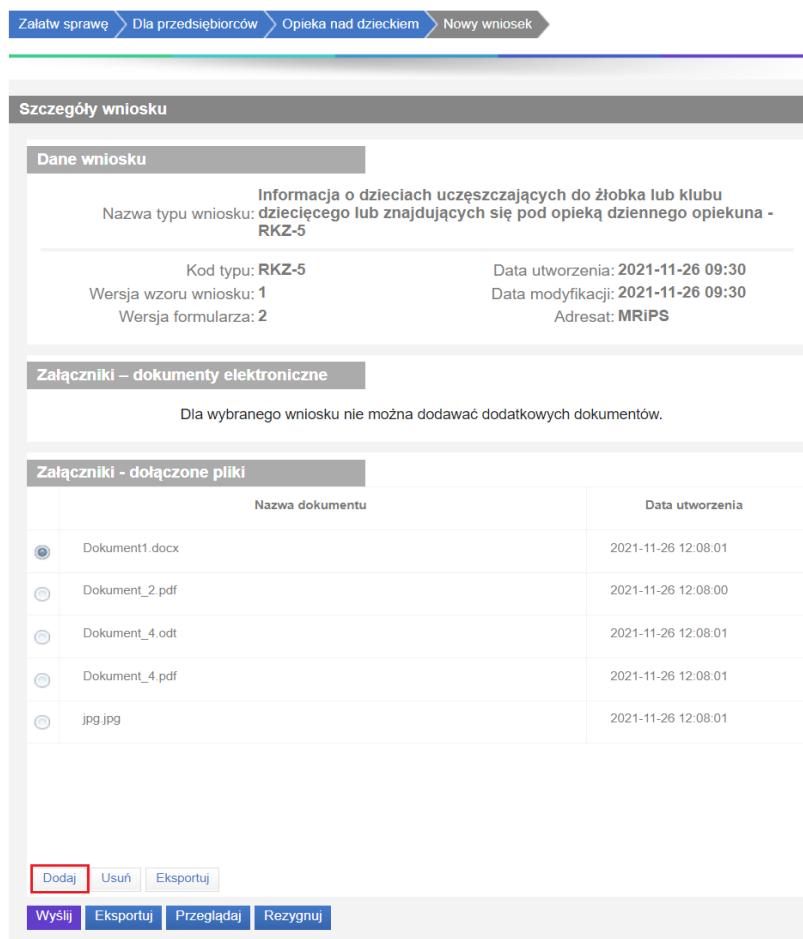 Załatw sprawę Dla przedsiębiorców Opieka nad dzieckiem Nowy wniosek
Szczegóły wniosku
Dane wniosku
Nazwa typu wniosku: Informacja o dzieciach uczęszczających do żłobka lub klubu
dziecięcego lub znajdujących się pod opieką dziennego opiekuna -
RKZ-5
Kod typu: RKZ-5 Data utworzenia: 2021-11-26 09:30
Wersja wzoru wniosku: 1 Data modyfikacji: 2021-11-26 09:30
Wersja formularza: 2 Adresat: MRiPS
Załączniki – dokumenty elektroniczne
Dla wybranego wniosku nie można dodawać dodatkowych dokumentów.
Załączniki - dołączone pliki
Nazwa dokumentu Data utworzenia
Dokument1.docx 2021-11-26 12:08:01
Dokument_2.pdf 2021-11-26 12:08:00
Dokument_4.odt 2021-11-26 12:08:01
Dokument_4.pdf 2021-11-26 12:08:01
jpg.jpg 2021-11-26 12:08:01
Dodaj Usuń Eksportuj
Wyślij Eksportuj Przeglądaj Rezygnuj